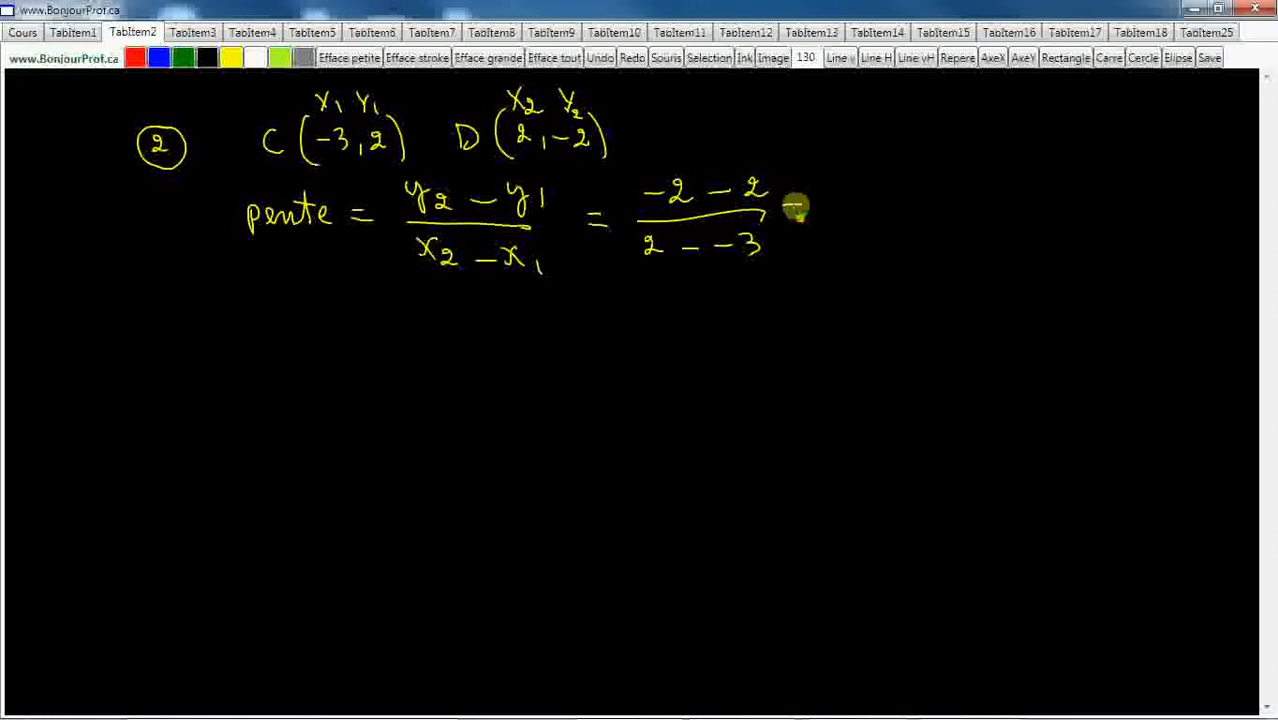 www.BonjourProf.ca
Cours TabItem1 TabItem2 TabItem3 TabItem4 TabItem5 TabItem6 TabItem7 TabItem8 TabItem9 TabItem10 TabItem11 TabItem12 TabItem13 TabItem14 TabItem15 TabItem16 TabItem17 TabItem18 TabItem25
www.BonjourProf.ca Efface petite Efface stroke Efface grande Efface tout Undo Redo Souris Selection Ink Image 130 Line v Line H Line vH Repere AxeX AxeY Rectangle Carre Cercle Elipse Save
x₁ y₁ x₂ y₂
② C (-3, 2) D (2, -2)
pente = (y₂ - y₁)/(x₂ - x₁) = (-2 - 2)/(2 - -3) =